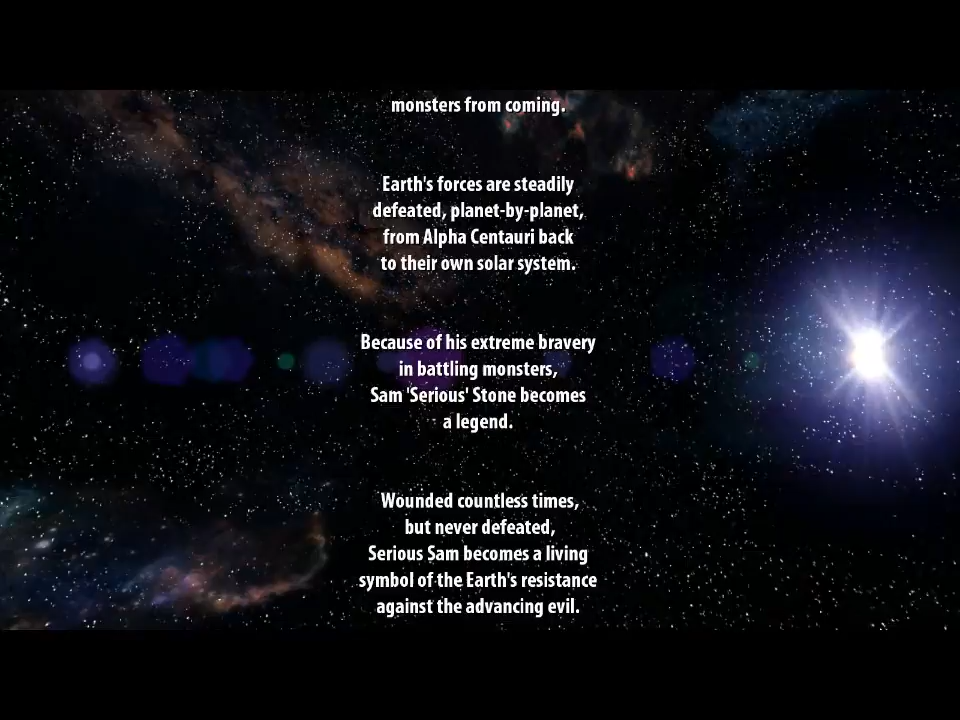 monsters from coming.
Earth's forces are steadily
defeated, planet-by-planet,
from Alpha Centauri back
to their own solar system.
Because of his extreme bravery
in battling monsters,
Sam 'Serious' Stone becomes
a legend.
Wounded countless times,
but never defeated,
Serious Sam becomes a living
symbol of the Earth's resistance
against the advancing evil.